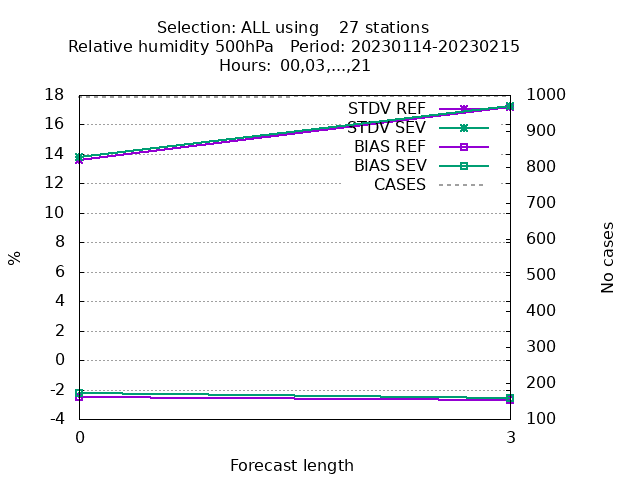 Selection: ALL using    27 stations
Relative humidity 500hPa   Period: 20230114-20230215
Hours:  00,03,...,21
18
16
14
12
10
8
6
4
2
0
-2
-4
%
STDV REF
STDV SEV
BIAS REF
BIAS SEV
CASES
1000
900
800
700
600
500
400
300
200
100
No cases
0
3
Forecast length